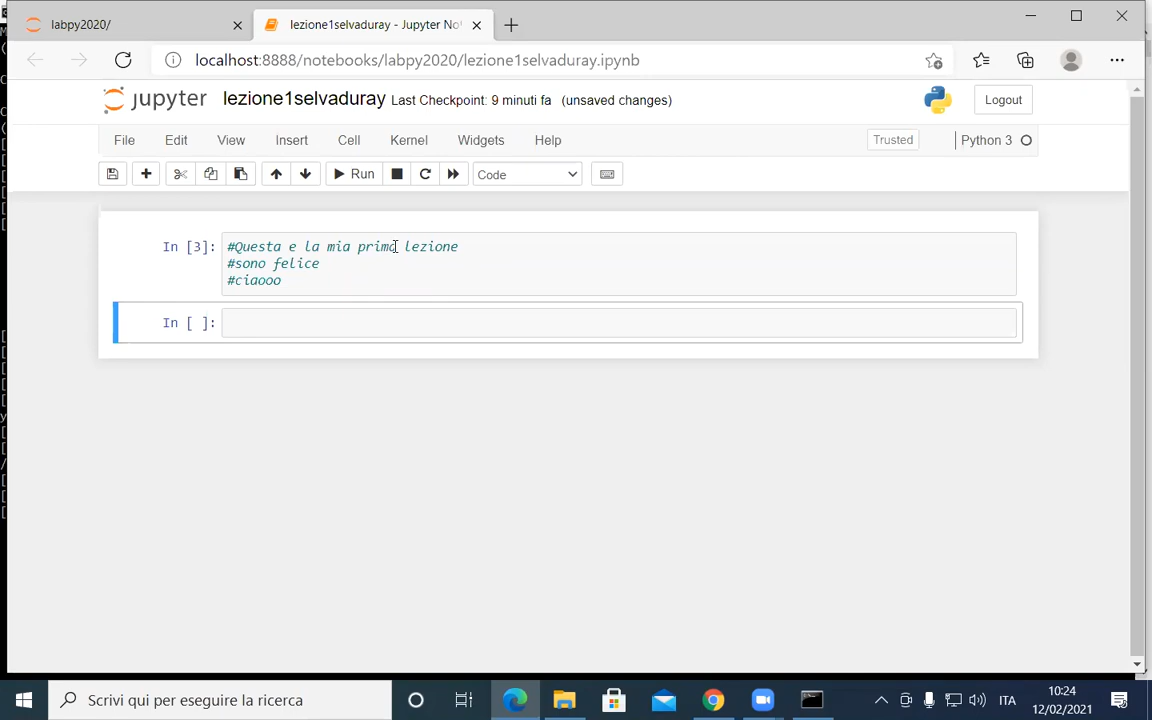 labpy2020/
lezione1selvaduray - Jupyter No
localhost:8888/notebooks/labpy2020/lezione1selvaduray.ipynb
jupyter lezione1selvaduray Last Checkpoint: 9 minuti fa (unsaved changes)
Logout
File Edit View Insert Cell Kernel Widgets Help
Trusted
Python 3
Run
Code
In [3]:
#Questa e la mia prima lezione
#sono felice
#ciaooo
In [ ]:
Scrivi qui per eseguire la ricerca
ITA
10:24
12/02/2021